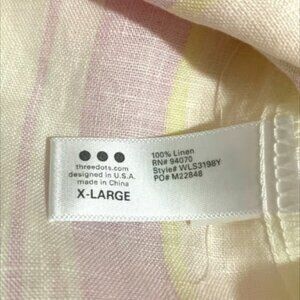 threedots.com
designed in U.S.A.
made in China
X-LARGE
100% Linen
RN# 94070
Style# WLS3198Y
PO# M22848